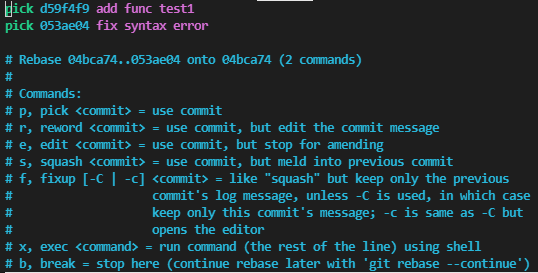 pick d59f4f9 add func test1
pick 053ae04 fix syntax error

# Rebase 04bca74..053ae04 onto 04bca74 (2 commands)
#
# Commands:
# p, pick <commit> = use commit
# r, reword <commit> = use commit, but edit the commit message
# e, edit <commit> = use commit, but stop for amending
# s, squash <commit> = use commit, but meld into previous commit
# f, fixup [-C | -c] <commit> = like "squash" but keep only the previous
#                    commit's log message, unless -C is used, in which case
#                    keep only this commit's message; -c is same as -C but
#                    opens the editor
# x, exec <command> = run command (the rest of the line) using shell
# b, break = stop here (continue rebase later with 'git rebase --continue')